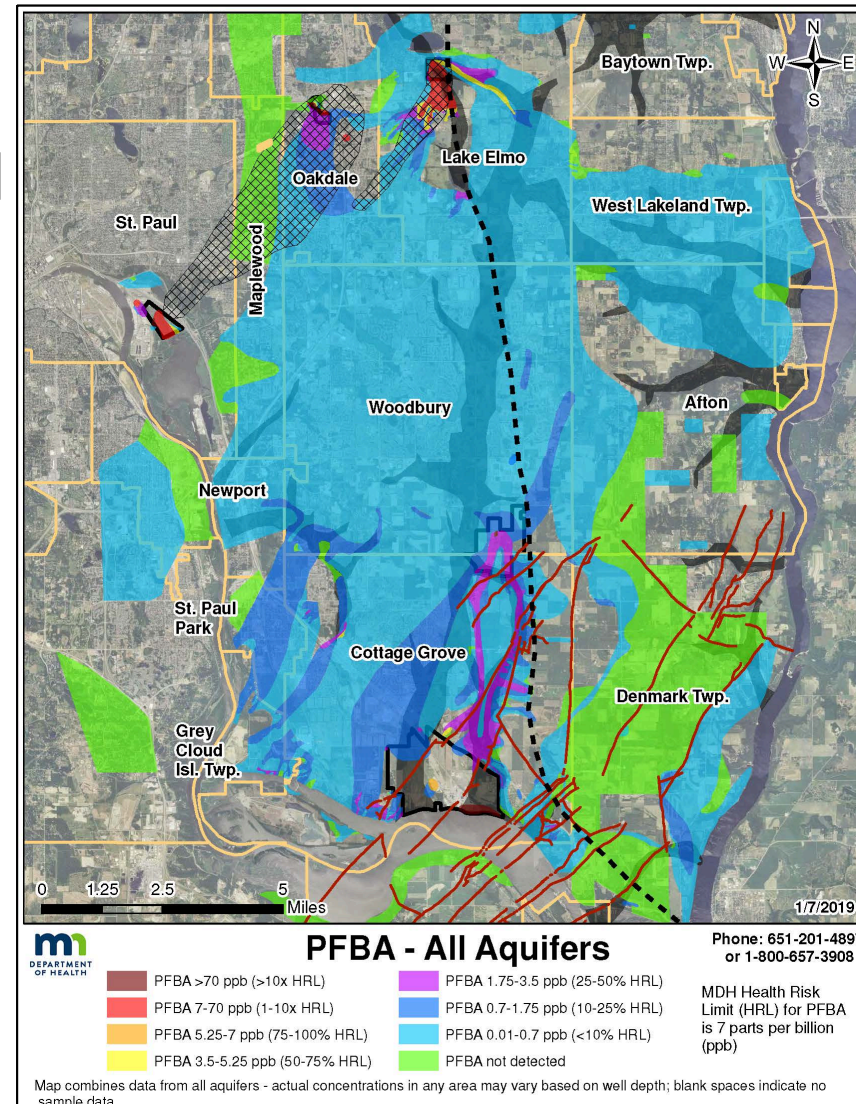 N
W E
S
Baytown Twp.
Lake Elmo
Oakdale
West Lakeland Twp.
St. Paul
Maplewood
Woodbury
Afton
Newport
St. Paul
Park
Cottage Grove
Denmark Twp.
Grey
Cloud
Isl. Twp.
0 1.25 2.5 5
Miles
1/7/2019
mn
DEPARTMENT
OF HEALTH
PFBA - All Aquifers
Phone: 651-201-4897
or 1-800-657-3908
PFBA >70 ppb (>10x HRL)
PFBA 7-70 ppb (1-10x HRL)
PFBA 5.25-7 ppb (75-100% HRL)
PFBA 3.5-5.25 ppb (50-75% HRL)
PFBA 1.75-3.5 ppb (25-50% HRL)
PFBA 0.7-1.75 ppb (10-25% HRL)
PFBA 0.01-0.7 ppb (<10% HRL)
PFBA not detected
MDH Health Risk
Limit (HRL) for PFBA
is 7 parts per billion
(ppb)
Map combines data from all aquifers - actual concentrations in any area may vary based on well depth; blank spaces indicate no
sample data